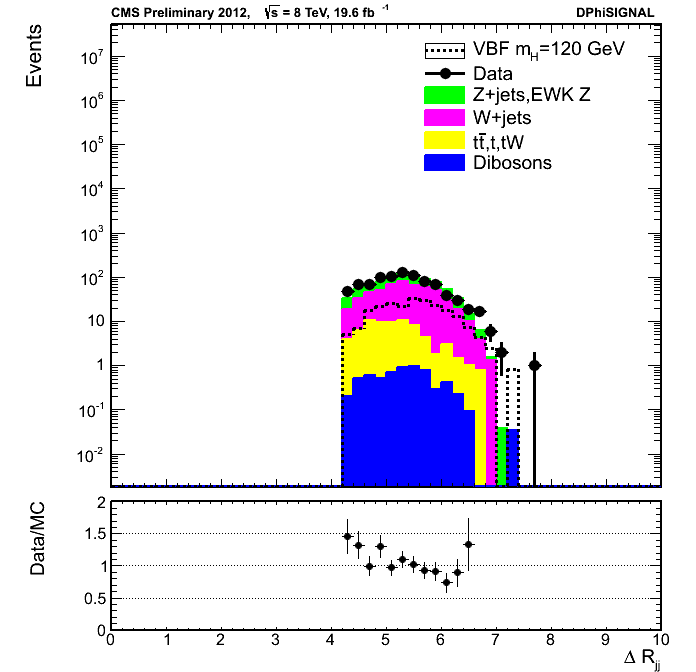 CMS Preliminary 2012, √s = 8 TeV, 19.6 fb⁻¹ DPhiSIGNAL
Events
VBF m_H=120 GeV
Data
Z+jets,EWK Z
W+jets
tt̄,t,tW
Dibosons
10⁷
10⁶
10⁵
10⁴
10³
10²
10
1
10⁻¹
10⁻²
Data/MC
2
1.5
1
0.5
0
0 1 2 3 4 5 6 7 8 9 10
Δ R_jj